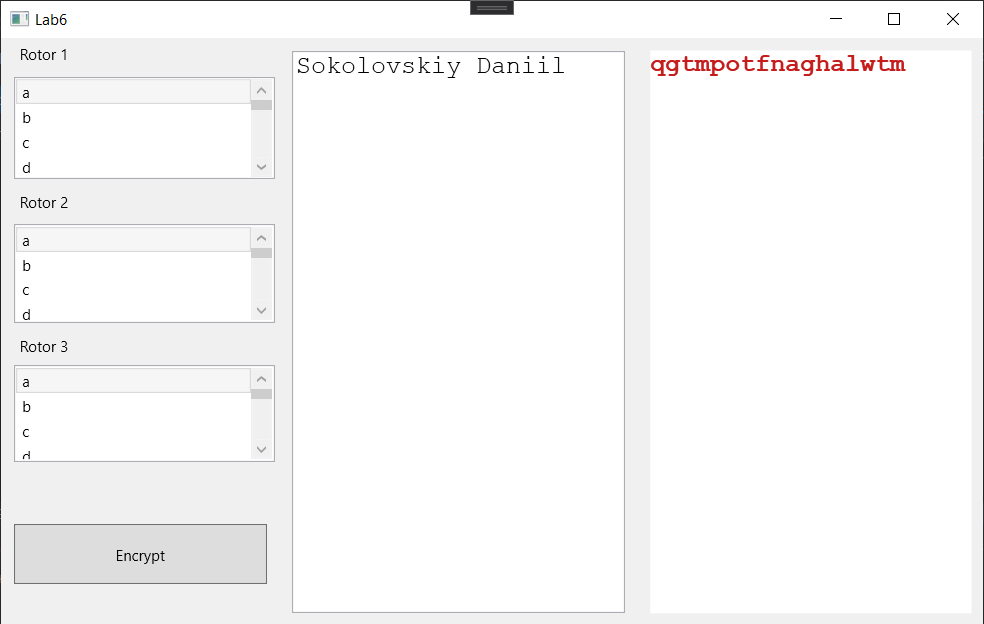 Lab6
Rotor 1
a
b
c
d
Rotor 2
a
b
c
d
Rotor 3
a
b
c
d
Encrypt
Sokolovskiy Daniil
qgtmpotfnaghalwtm